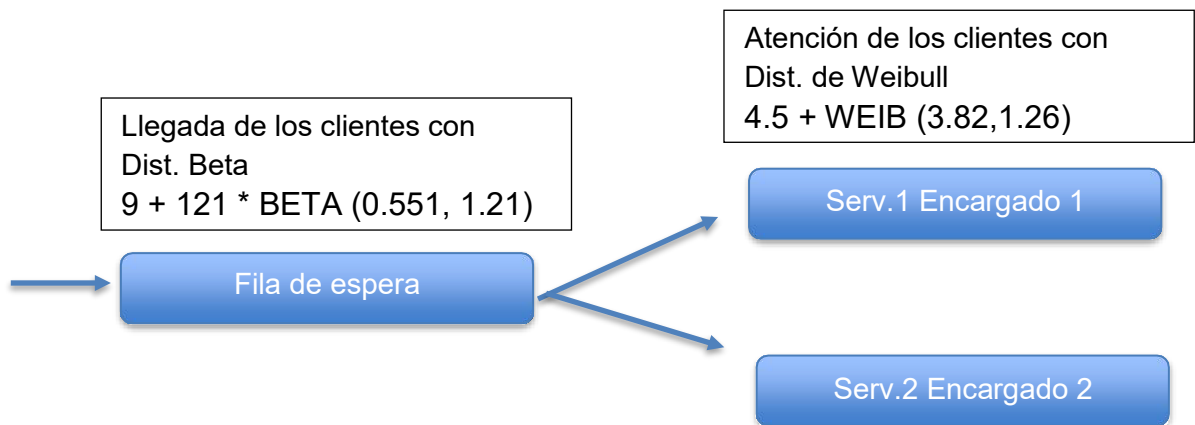 Atención de los clientes con
Dist. de Weibull
4.5 + WEIB (3.82,1.26)
Llegada de los clientes con
Dist. Beta
9 + 121 * BETA (0.551, 1.21)
Serv.1 Encargado 1
Fila de espera
Serv.2 Encargado 2